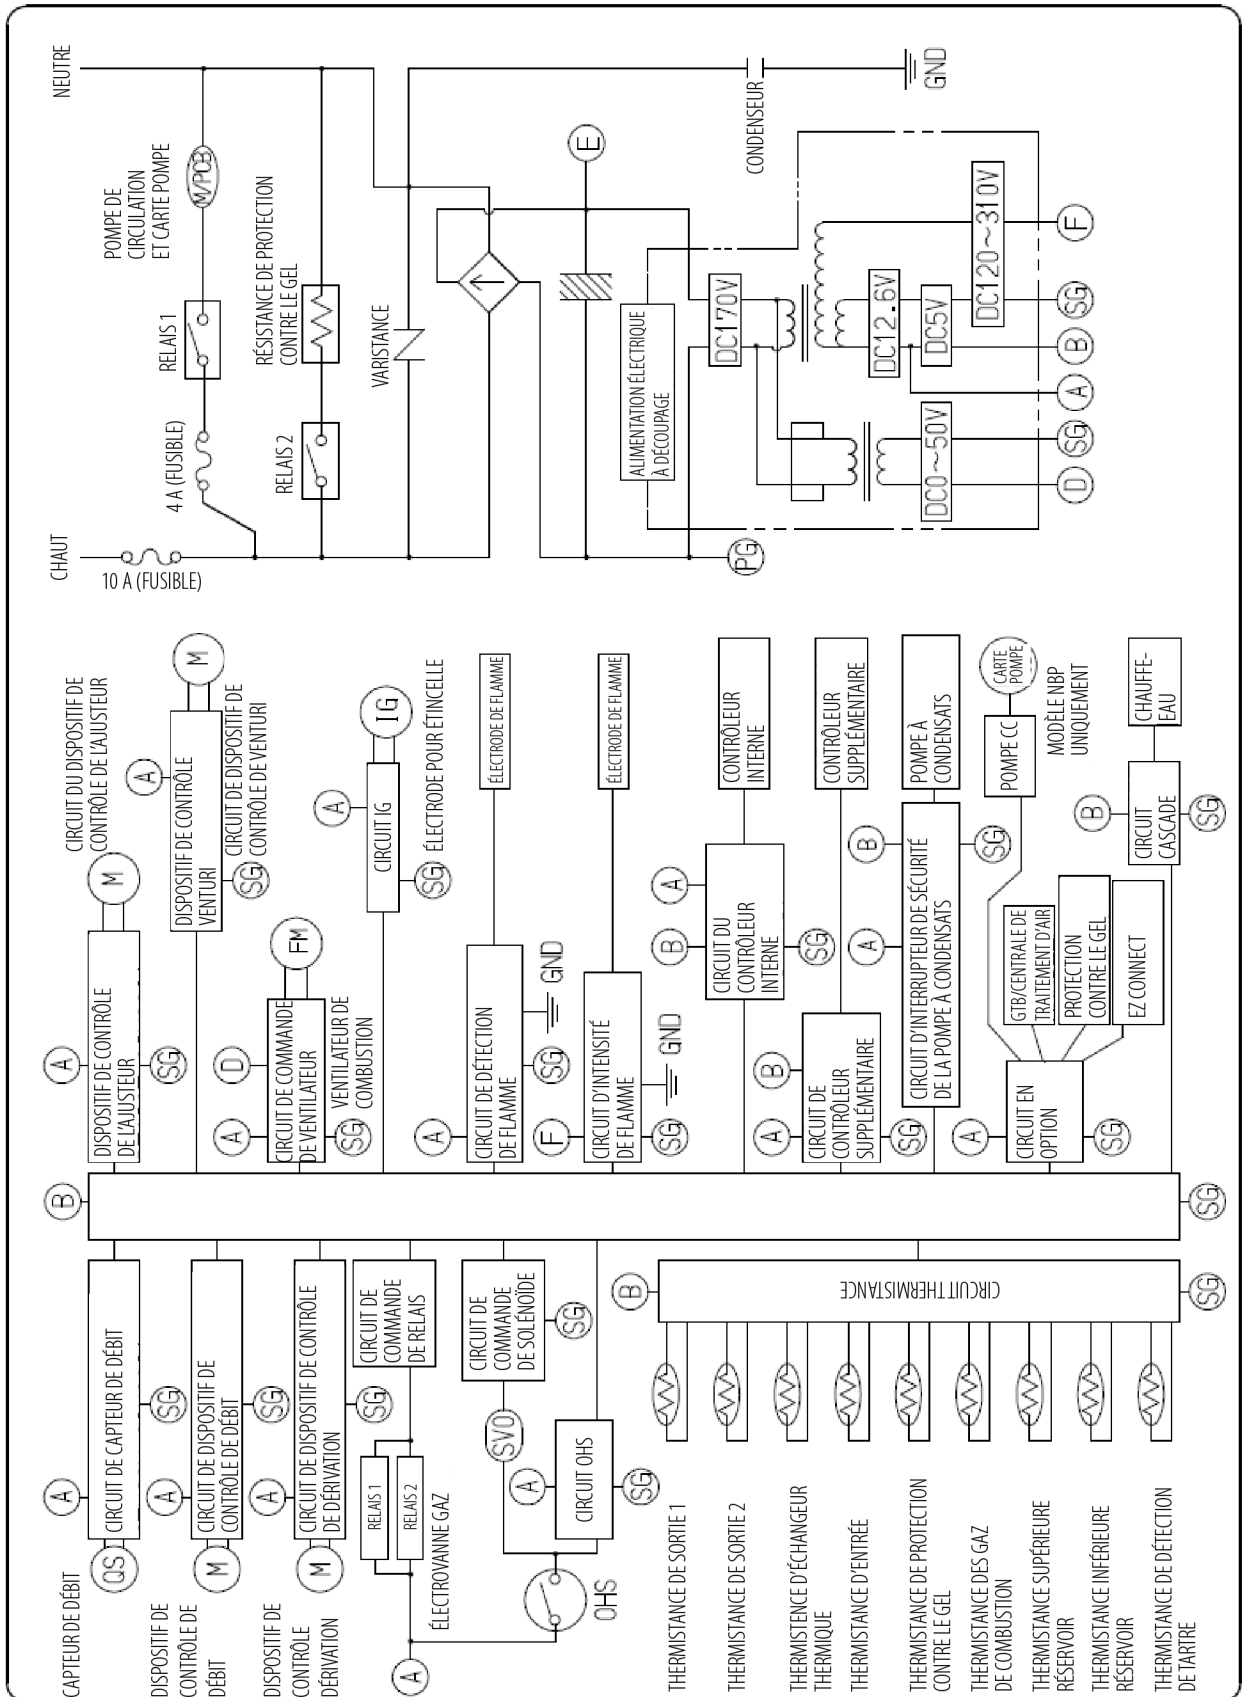 CAPTEUR DE DÉBIT
QS
A
CIRCUIT DE CAPTEUR DE DÉBIT
SG
DISPOSITIF DE
CONTRÔLE DE
DÉBIT
M
A
CIRCUIT DE DISPOSITIF DE
CONTRÔLE DE DÉBIT
SG
DISPOSITIF DE
CONTRÔLE
DÉRIVATION
M
A
CIRCUIT DE DISPOSITIF DE CONTRÔLE
DE DÉRIVATION
SG
A
RELAIS 1
RELAIS 2
ÉLECTROVANNE GAZ
CIRCUIT DE
COMMANDE
DE RELAIS
SVO
CIRCUIT DE
COMMANDE
DE SOLÉNOÏDE
SG
OHS
A
CIRCUIT OHS
SG
THERMISTANCE DE SORTIE 1
THERMISTANCE DE SORTIE 2
THERMISTENCE D'ÉCHANGEUR
THERMIQUE
THERMISTANCE D'ENTRÉE
THERMISTANCE DE PROTECTION
CONTRE LE GEL
THERMISTANCE DES GAZ
DE COMBUSTION
THERMISTANCE SUPÉRIEURE
RÉSERVOIR
THERMISTANCE INFÉRIEURE
RÉSERVOIR
THERMISTANCE DE DÉTECTION
DE TARTRE
B
CIRCUIT THERMISTANCE
SG
B
SG
A
DISPOSITIF DE CONTRÔLE
DE L'AJUSTEUR
SG
M
CIRCUIT DU DISPOSITIF DE
CONTRÔLE DE L'AJUSTEUR
A
DISPOSITIF DE CONTRÔLE
VENTURI
SG
M
CIRCUIT DE DISPOSITIF DE
CONTRÔLE DE VENTURI
A
D
CIRCUIT DE COMMANDE
DE VENTILATEUR
SG
FM
VENTILATEUR DE
COMBUSTION
A
CIRCUIT IG
SG
IG
ÉLECTRODE POUR ÉTINCELLE
A
CIRCUIT DE DÉTECTION
DE FLAMME
SG
GND
ÉLECTRODE DE FLAMME
F
CIRCUIT D'INTENSITÉ
DE FLAMME
SG
GND
ÉLECTRODE DE FLAMME
B
A
CIRCUIT DU
CONTRÔLEUR
INTERNE
SG
CONTRÔLEUR
INTERNE
A
B
CIRCUIT DE
CONTRÔLEUR
SUPPLÉMENTAIRE
SG
CONTRÔLEUR
SUPPLÉMENTAIRE
A
B
CIRCUIT D'INTERRUPTEUR DE SÉCURITÉ
DE LA POMPE À CONDENSATS
SG
POMPE À
CONDENSATS
A
CIRCUIT EN
OPTION
SG
GTB/CENTRALE DE
TRAITEMENT D'AIR
PROTECTION
CONTRE LE GEL
EZ CONNECT
POMPE CC
CARTE
POMPE
MODÈLE NBP
UNIQUEMENT
B
CIRCUIT
CASCADE
SG
CHAUFFE-
EAU
CHAUT
10 A (FUSIBLE)
4 A (FUSIBLE)
RELAIS 1
POMPE DE
CIRCULATION
ET CARTE POMPE
M/PCB
NEUTRE
RELAIS 2
RÉSISTANCE DE PROTECTION
CONTRE LE GEL
VARISTANCE
E
PG
CONDENSEUR
GND
ALIMENTATION ÉLECTRIQUE
À DÉCOUPAGE
DC170V
DC0~50V
DC12.6V
DC5V
DC120~310V
D
SG
A
B
SG
F